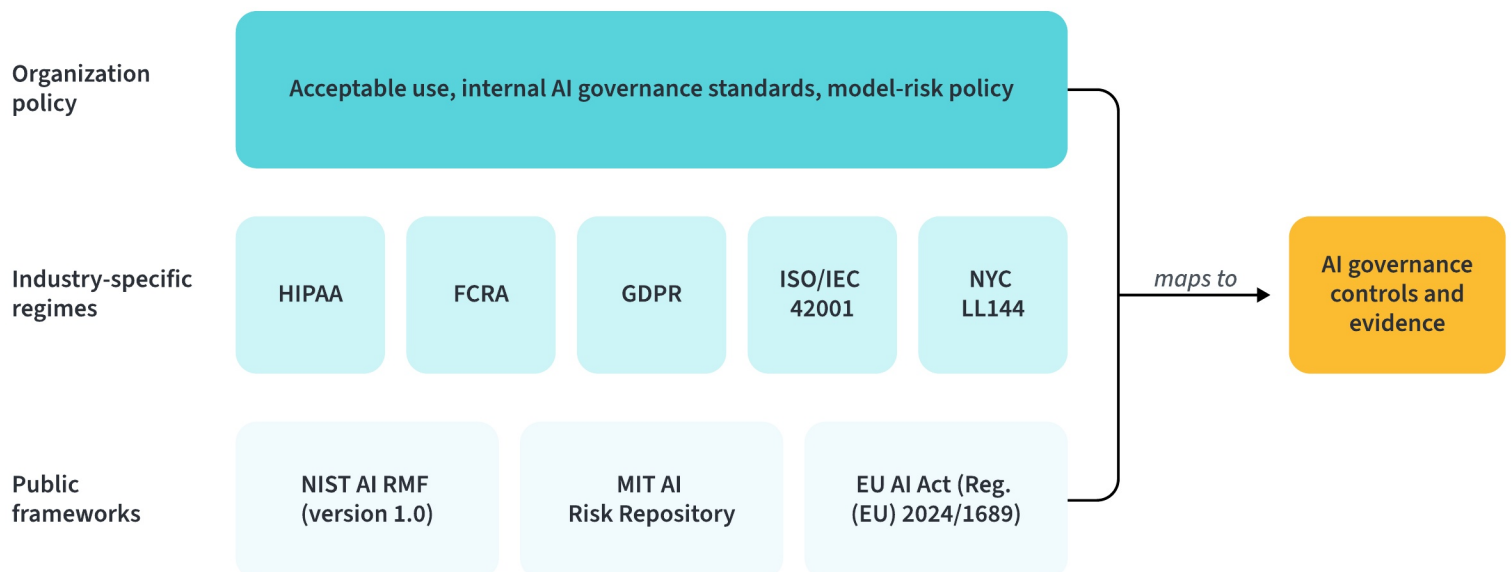 Organization
policy
Acceptable use, internal AI governance standards, model-risk policy
Industry-specific
regimes
HIPAA
FCRA
GDPR
ISO/IEC
42001
NYC
LL144
maps to
AI governance
controls and
evidence
Public
frameworks
NIST AI RMF
(version 1.0)
MIT AI
Risk Repository
EU AI Act (Reg.
(EU) 2024/1689)